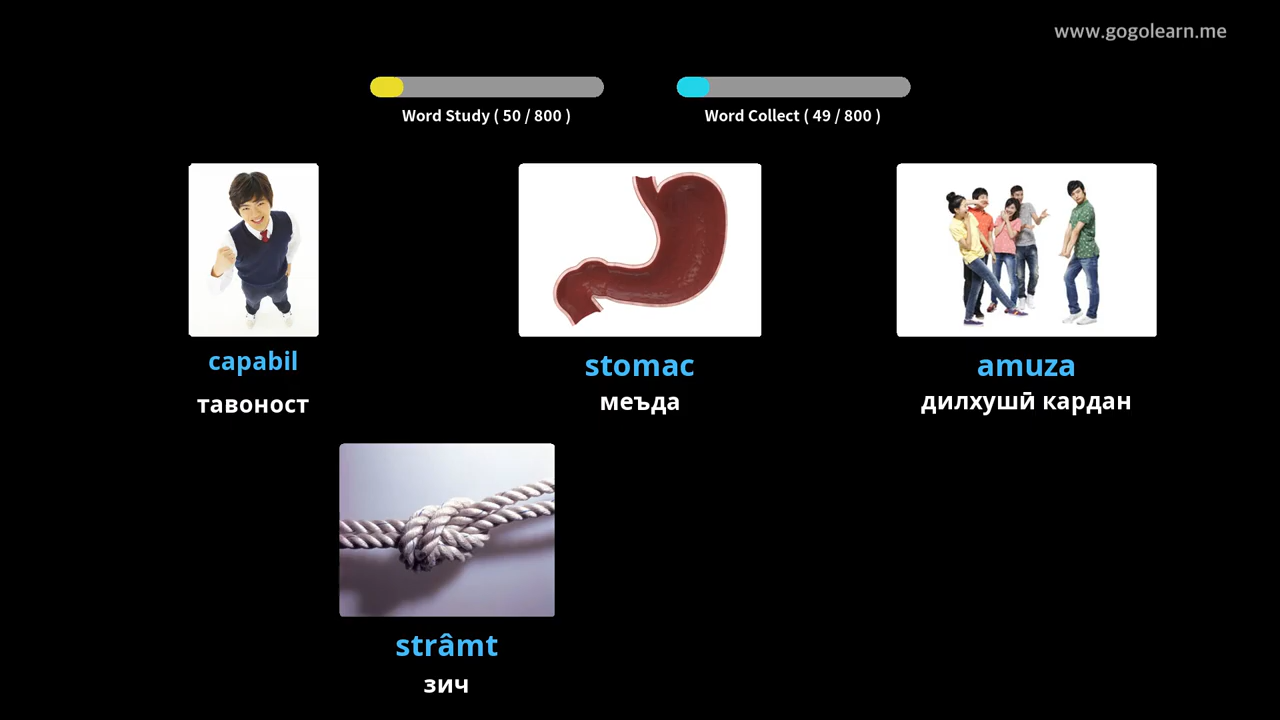 www.gogolearn.me
Word Study ( 50 / 800 )
Word Collect ( 49 / 800 )
capabil
тавоност
stomac
меъда
amuza
дилхушӣ кардан
strâmt
зич